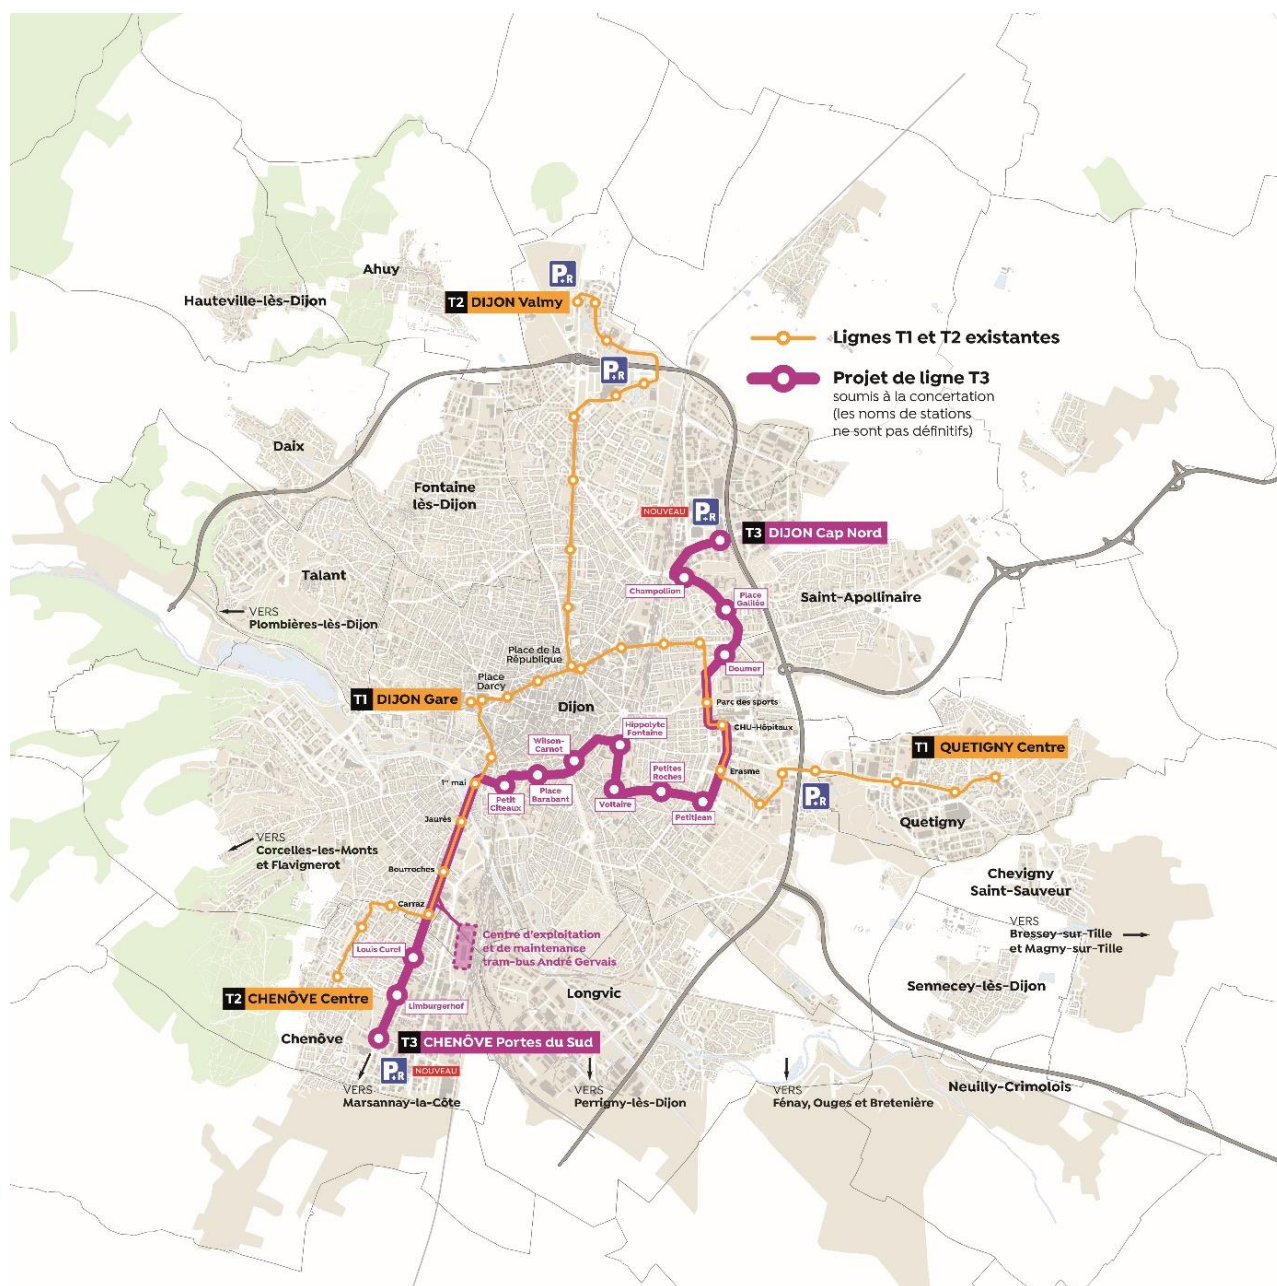 Ahuy
Hauteville-lès-Dijon
P+R
T2 DIJON Valmy
P+R
Lignes T1 et T2 existantes
Projet de ligne T3
soumis à la concertation
(les noms de stations
ne sont pas définitifs)
Daix
Fontaine
lès-Dijon
NOUVEAU
P+R
T3 DIJON Cap Nord
Talant
Champollion
Place
Galilée
Saint-Apollinaire
VERS
Plombières-lès-Dijon
Place de la
République
Doumer
Place
Darcy
T1 DIJON Gare
Dijon
Parc des sports
CHU-Hôpitaux
Hippolyte
Fontaine
Wilson-
Carnot
T1 QUETIGNY Centre
1er mai
Petit
Cîteaux
Place
Barabant
Voltaire
Petites
Roches
Petitjean
Erasme
P+R
Jaurès
Quetigny
VERS
Corcelles-les-Monts
et Flavignerot
Bourroches
Chevigny
Saint-Sauveur
Carraz
VERS
Bressey-sur-Tille
et Magny-sur-Tille
Louis Curel
Centre d'exploitation
et de maintenance
tram-bus André Gervais
Sennecey-lès-Dijon
T2 CHENÔVE Centre
Limburgerhof
Longvic
Chenôve
T3 CHENÔVE Portes du Sud
P+R
NOUVEAU
VERS
Marsannay-la-Côte
VERS
Perrigny-lès-Dijon
VERS
Fénay, Ouges et Bretenière
Neuilly-Crimolois